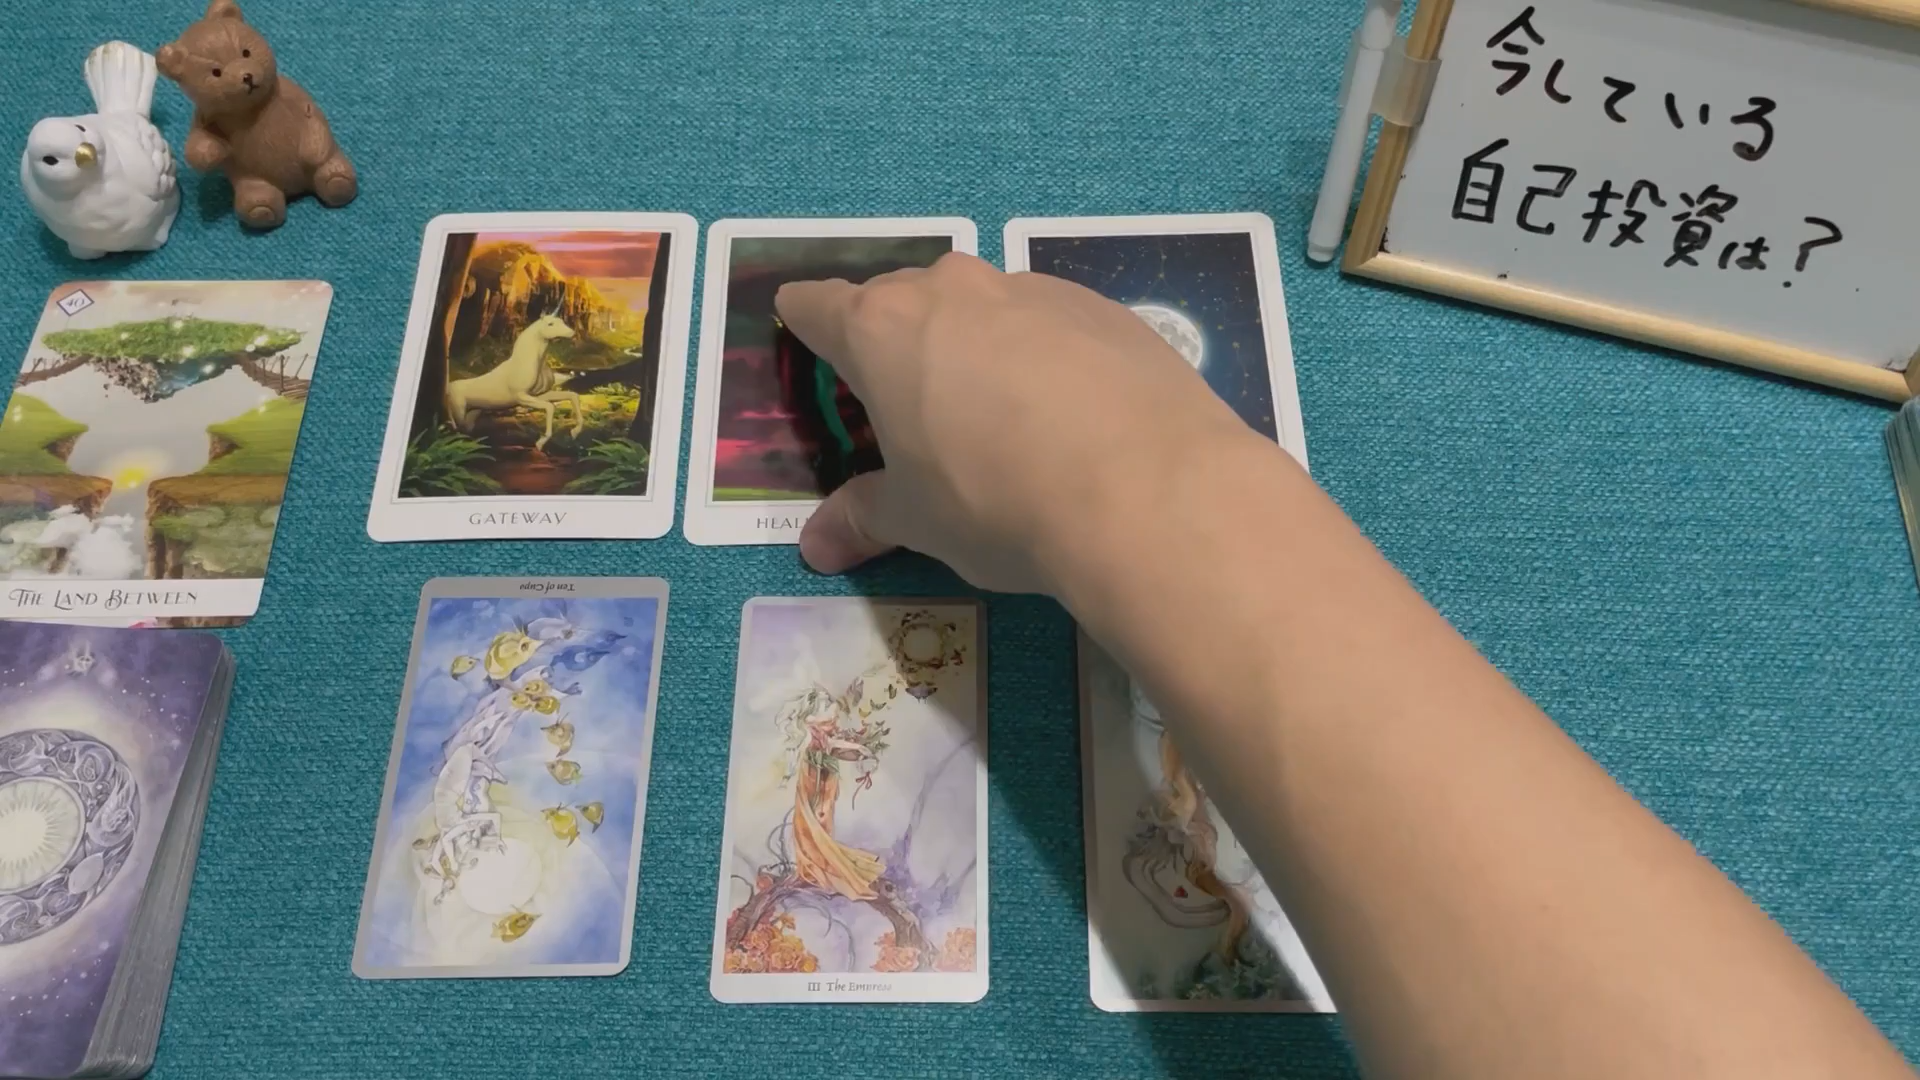 今している
自己投資は?
40
GATEWAY
THE LAND BETWEEN
Ten of Cups
III The Empress